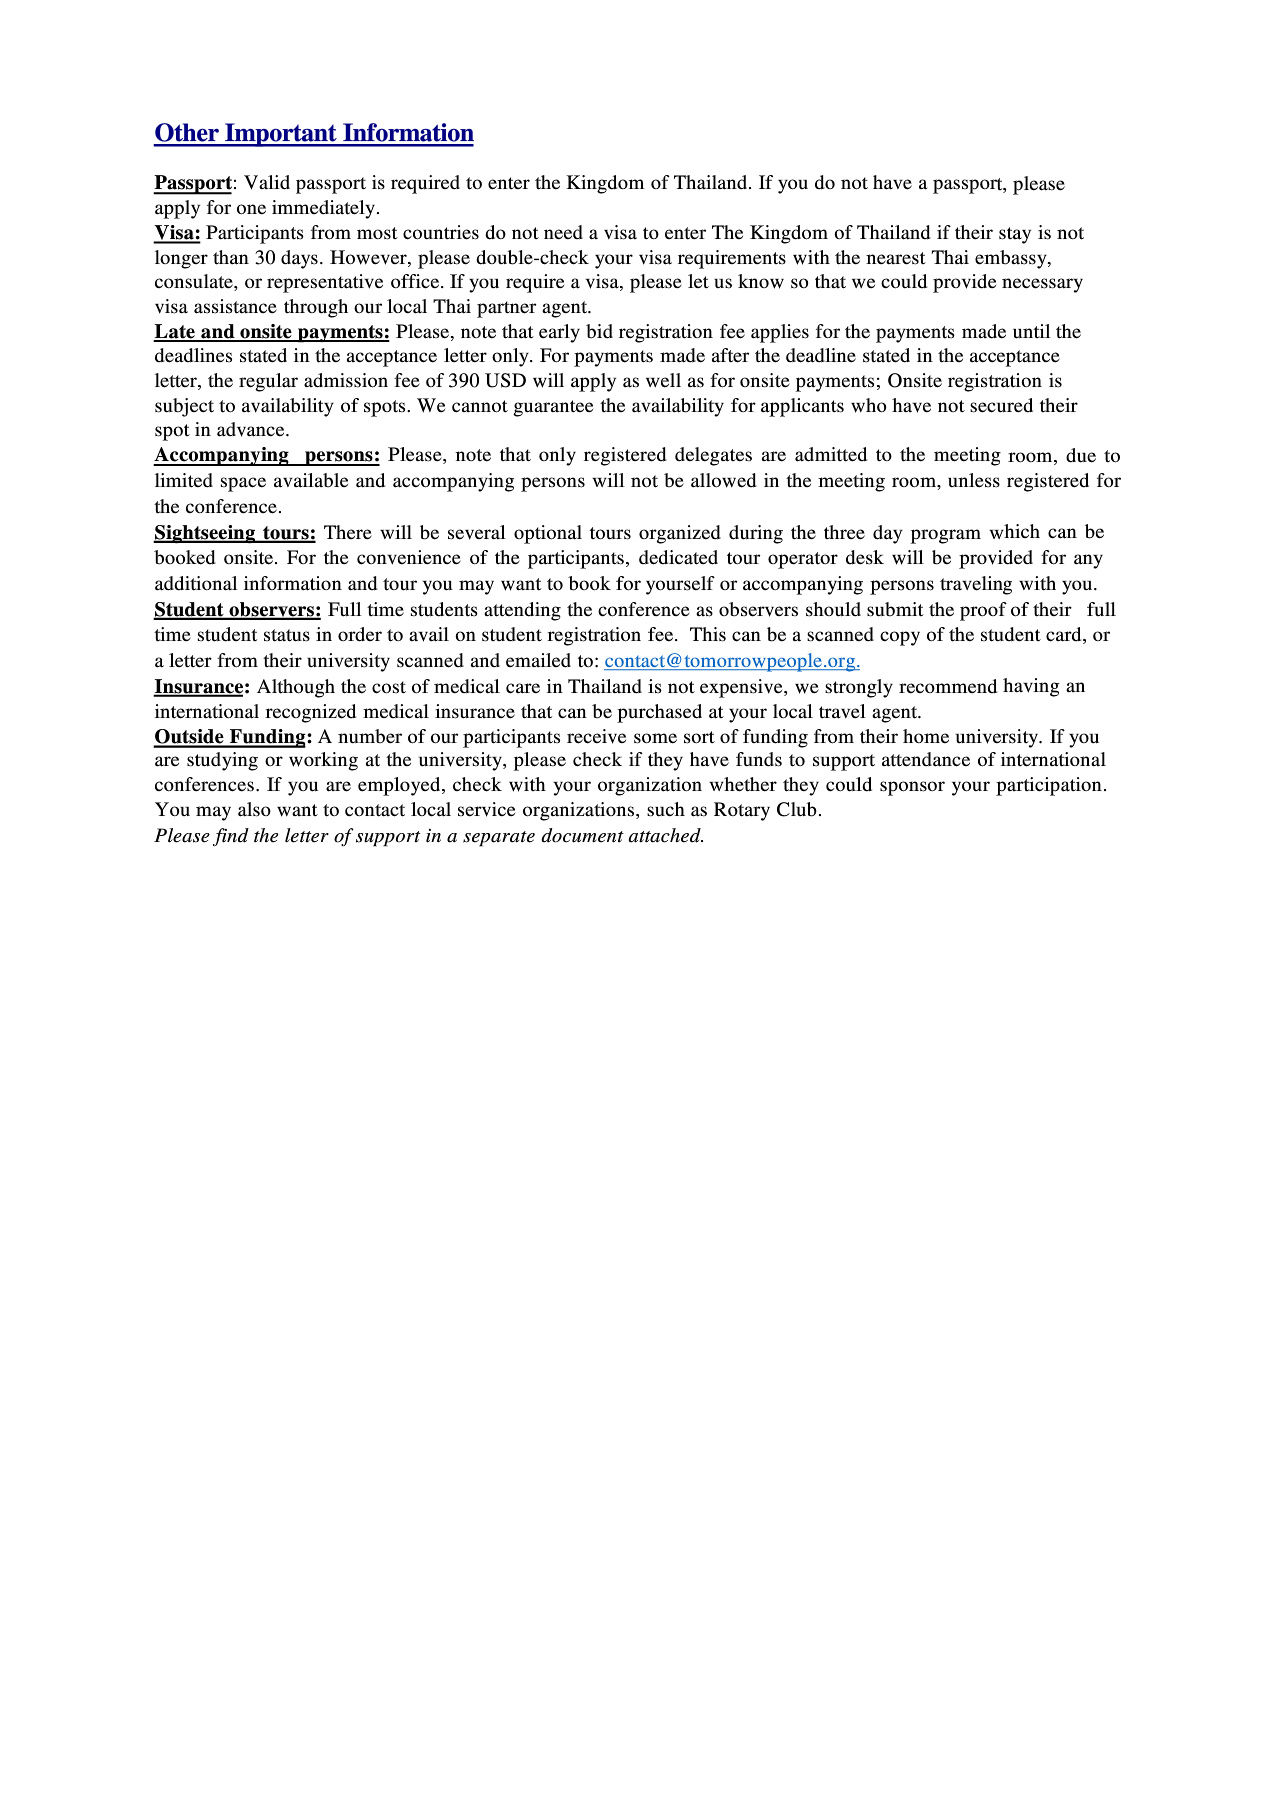 Other Important Information
Passport: Valid passport is required to enter the Kingdom of Thailand. If you do not have a passport, please
apply for one immediately.
Visa: Participants from most countries do not need a visa to enter The Kingdom of Thailand if their stay is not
longer than 30 days. However, please double-check your visa requirements with the nearest Thai embassy,
consulate, or representative office. If you require a visa, please let us know so that we could provide necessary
visa assistance through our local Thai partner agent.
Late and onsite payments: Please, note that early bid registration fee applies for the payments made until the
deadlines stated in the acceptance letter only. For payments made after the deadline stated in the acceptance
letter, the regular admission fee of 390 USD will apply as well as for onsite payments; Onsite registration is
subject to availability of spots. We cannot guarantee the availability for applicants who have not secured their
spot in advance.
Accompanying persons: Please, note that only registered delegates are admitted to the meeting room, due to
limited space available and accompanying persons will not be allowed in the meeting room, unless registered for
the conference.
Sightseeing tours: There will be several optional tours organized during the three day program which can be
booked onsite. For the convenience of the participants, dedicated tour operator desk will be provided for any
additional information and tour you may want to book for yourself or accompanying persons traveling with you.
Student observers: Full time students attending the conference as observers should submit the proof of their full
time student status in order to avail on student registration fee. This can be a scanned copy of the student card, or
a letter from their university scanned and emailed to: contact@tomorrowpeople.org.
Insurance: Although the cost of medical care in Thailand is not expensive, we strongly recommend having an
international recognized medical insurance that can be purchased at your local travel agent.
Outside Funding: A number of our participants receive some sort of funding from their home university. If you
are studying or working at the university, please check if they have funds to support attendance of international
conferences. If you are employed, check with your organization whether they could sponsor your participation.
You may also want to contact local service organizations, such as Rotary Club.
Please find the letter of support in a separate document attached.